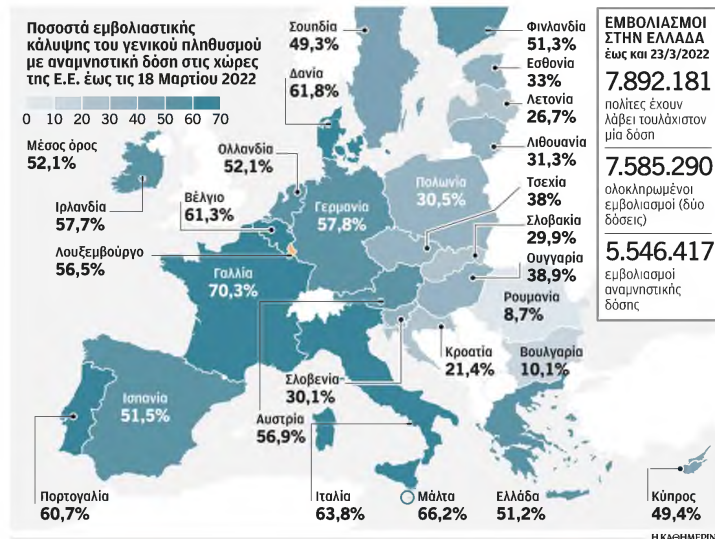 Ποσοστά εμβολιαστικής
κάλυψης του γενικού πληθυσμού
με αναμνηστική δόση στις χώρες
της Ε.Ε. έως τις 18 Μαρτίου 2022
0 10 20 30 40 50 60 70
Μέσος όρος
52,1%
Ιρλανδία
57,7%
Λουξεμβούργο
56,5%
Σουηδία
49,3%
Δανία
61,8%
Ολλανδία
52,1%
Βέλγιο
61,3%
Γερμανία
57,8%
Γαλλία
70,3%
Πολωνία
30,5%
Φινλανδία
51,3%
Εσθονία
33%
Λετονία
26,7%
Λιθουανία
31,3%
Τσεχία
38%
Σλοβακία
29,9%
Ουγγαρία
38,9%
Ρουμανία
8,7%
Βουλγαρία
10,1%
Κροατία
21,4%
Σλοβενία
30,1%
Αυστρία
56,9%
Ισπανία
51,5%
Πορτογαλία
60,7%
Ιταλία
63,8%
Μάλτα
66,2%
Ελλάδα
51,2%
Κύπρος
49,4%
ΕΜΒΟΛΙΑΣΜΟΙ
ΣΤΗΝ ΕΛΛΑΔΑ
έως και 23/3/2022
7.892.181
πολίτες έχουν
λάβει τουλάχιστον
μία δόση
7.585.290
ολοκληρωμένοι
εμβολιασμοί (δύο
δόσεις)
5.546.417
εμβολιασμοί
αναμνηστικής
δόσης
Η ΚΑΘΗΜΕΡΙΝ